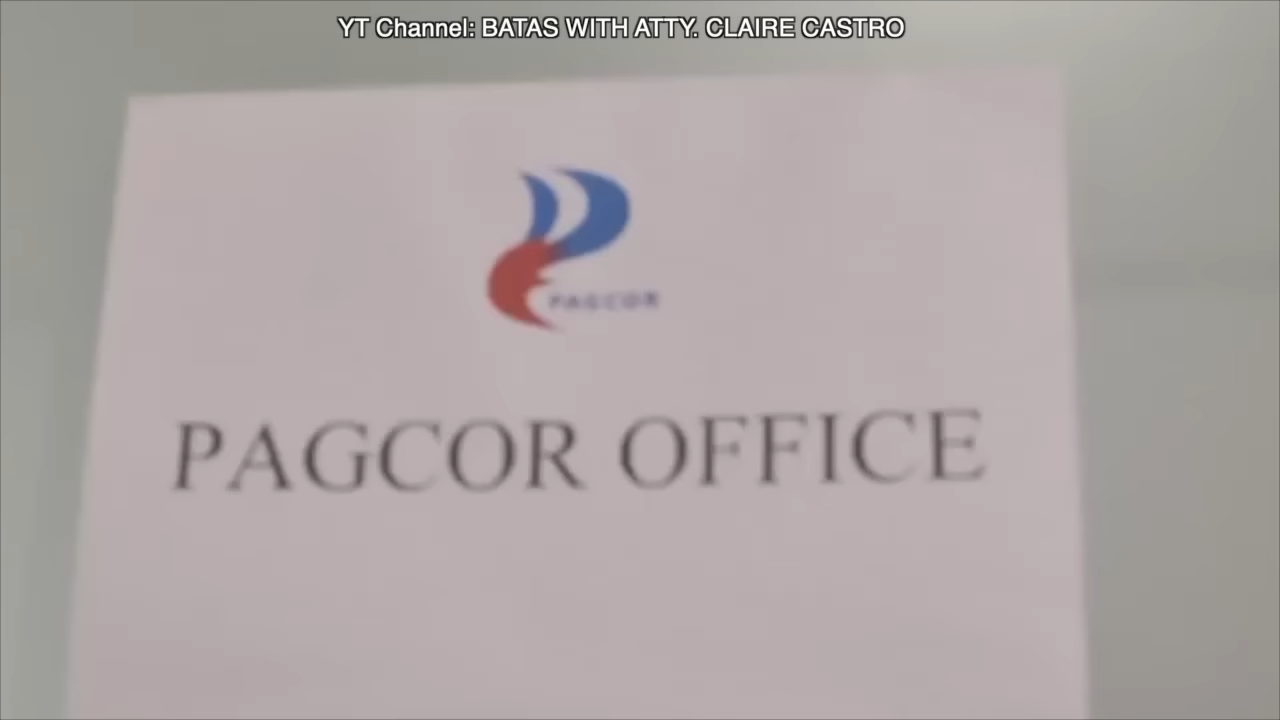 YT Channel: BATAS WITH ATTY. CLAIRE CASTRO
PAGCOR
PAGCOR OFFICE